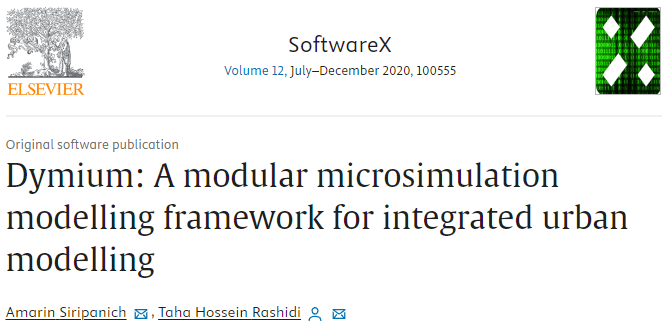 SoftwareX
Volume 12, July–December 2020, 100555
ELSEVIER
Original software publication
Dymium: A modular microsimulation
modelling framework for integrated urban
modelling
Amarin Siripanich , Taha Hossein Rashidi